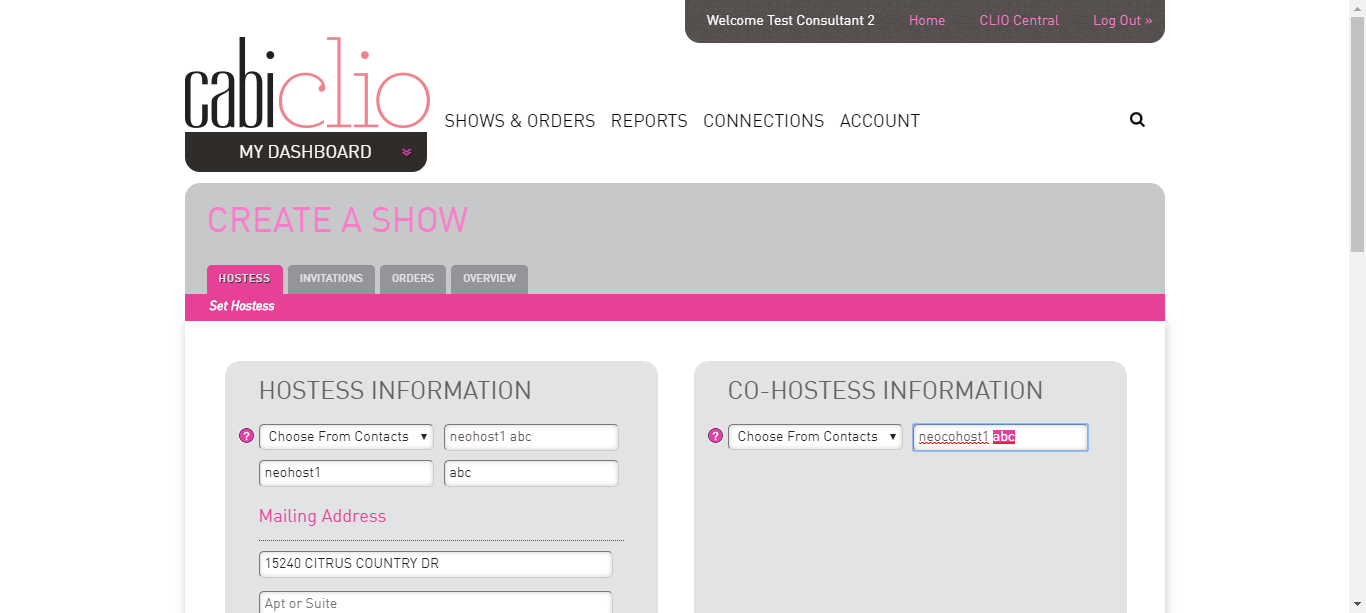 Welcome Test Consultant 2 Home CLIO Central Log Out »
cabiclio
SHOWS & ORDERS REPORTS CONNECTIONS ACCOUNT
MY DASHBOARD
CREATE A SHOW
HOSTESS INVITATIONS ORDERS OVERVIEW
Set Hostess
HOSTESS INFORMATION
? Choose From Contacts neohost1 abc
neohost1 abc
Mailing Address
15240 CITRUS COUNTRY DR
Apt or Suite
CO-HOSTESS INFORMATION
? Choose From Contacts neocohost1 abc